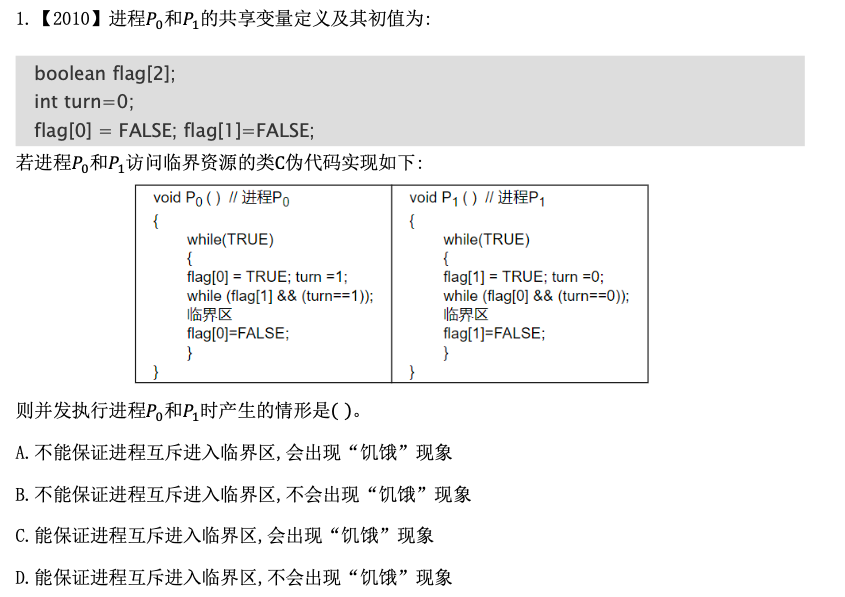 1.【2010】进程P₀和P₁的共享变量定义及其初值为:
boolean flag[2];
int turn=0;
flag[0] = FALSE; flag[1]=FALSE;
若进程P₀和P₁访问临界资源的类C伪代码实现如下:
void P₀ ( ) // 进程P₀
{
while(TRUE)
{
flag[0] = TRUE; turn =1;
while (flag[1] && (turn==1));
临界区
flag[0]=FALSE;
}
}
void P₁ ( ) // 进程P₁
{
while(TRUE)
{
flag[1] = TRUE; turn =0;
while (flag[0] && (turn==0));
临界区
flag[1]=FALSE;
}
}
则并发执行进程P₀和P₁时产生的情形是( )。
A.不能保证进程互斥进入临界区,会出现“饥饿”现象
B.不能保证进程互斥进入临界区,不会出现“饥饿”现象
C.能保证进程互斥进入临界区,会出现“饥饿”现象
D.能保证进程互斥进入临界区,不会出现“饥饿”现象